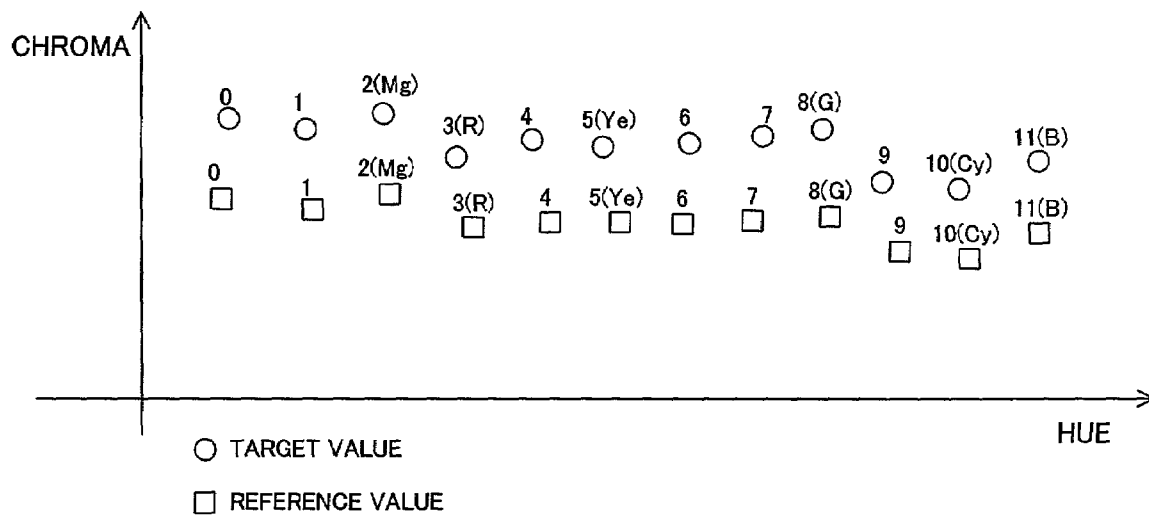 CHROMA
0 1 2(Mg) 3(R) 4 5(Ye) 6 7 8(G) 9 10(Cy) 11(B)
0 1 2(Mg) 3(R) 4 5(Ye) 6 7 8(G) 9 10(Cy) 11(B)
HUE
TARGET VALUE
REFERENCE VALUE